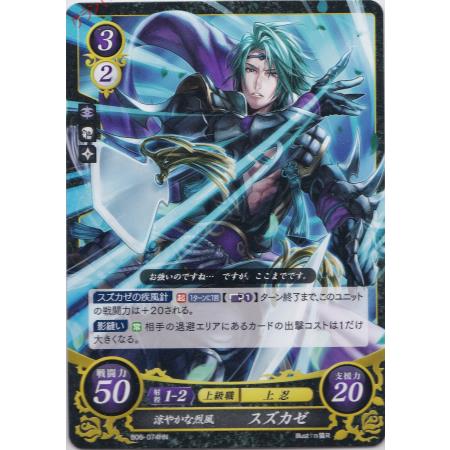 3
2
お強いのですね… ですが、ここまでです。
スズカゼの疾風針 起 1ターンに1回 【1】ターン終了まで、このユニット
の戦闘力は+20される。
影縫い 常 相手の退避エリアにあるカードの出撃コストは1だけ
大きくなる。
戦闘力 50 射程 1-2 上級職 上忍 支援力 20
涼やかな烈風 スズカゼ
B06-074HN